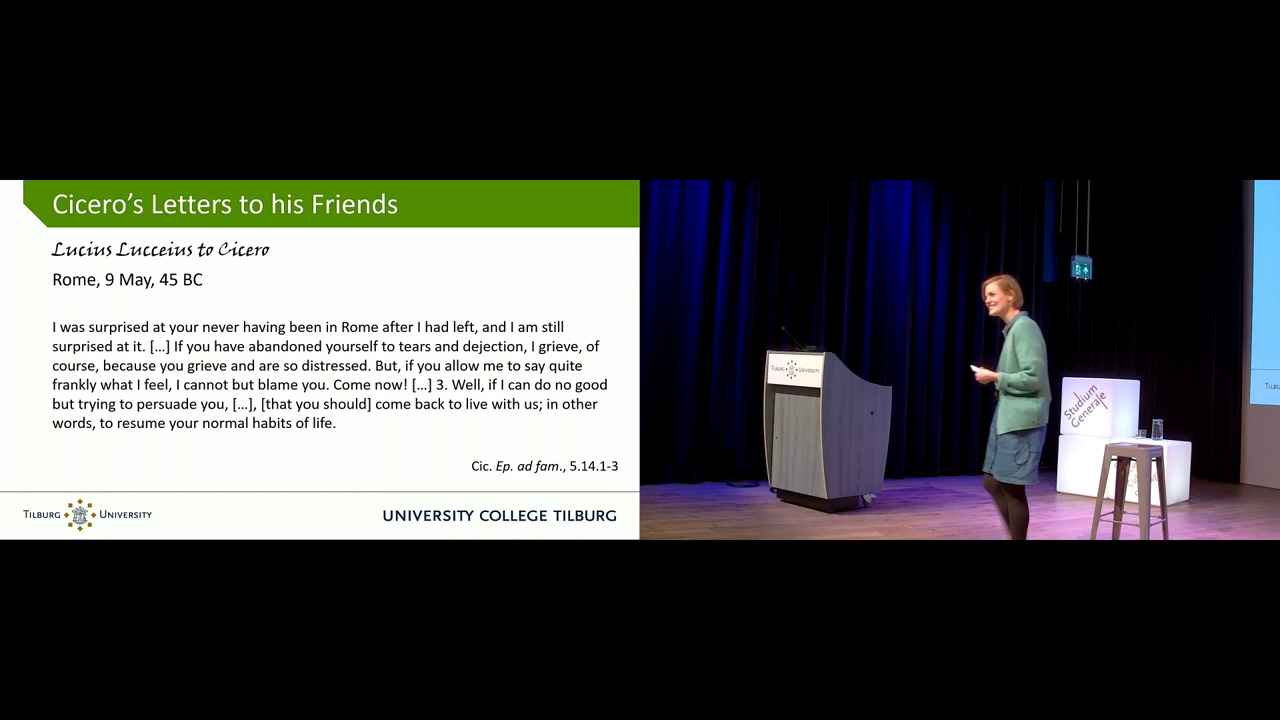 Cicero's Letters to his Friends
Lucius Lucceius to Cicero
Rome, 9 May, 45 BC
I was surprised at your never having been in Rome after I had left, and I am still
surprised at it. […] If you have abandoned yourself to tears and dejection, I grieve, of
course, because you grieve and are so distressed. But, if you allow me to say quite
frankly what I feel, I cannot but blame you. Come now! […] 3. Well, if I can do no good
but trying to persuade you, […], [that you should] come back to live with us; in other
words, to resume your normal habits of life.
Cic. Ep. ad fam., 5.14.1-3
TILBURG UNIVERSITY
UNIVERSITY COLLEGE TILBURG
TILBURG UNIVERSITY
Studium
Generale